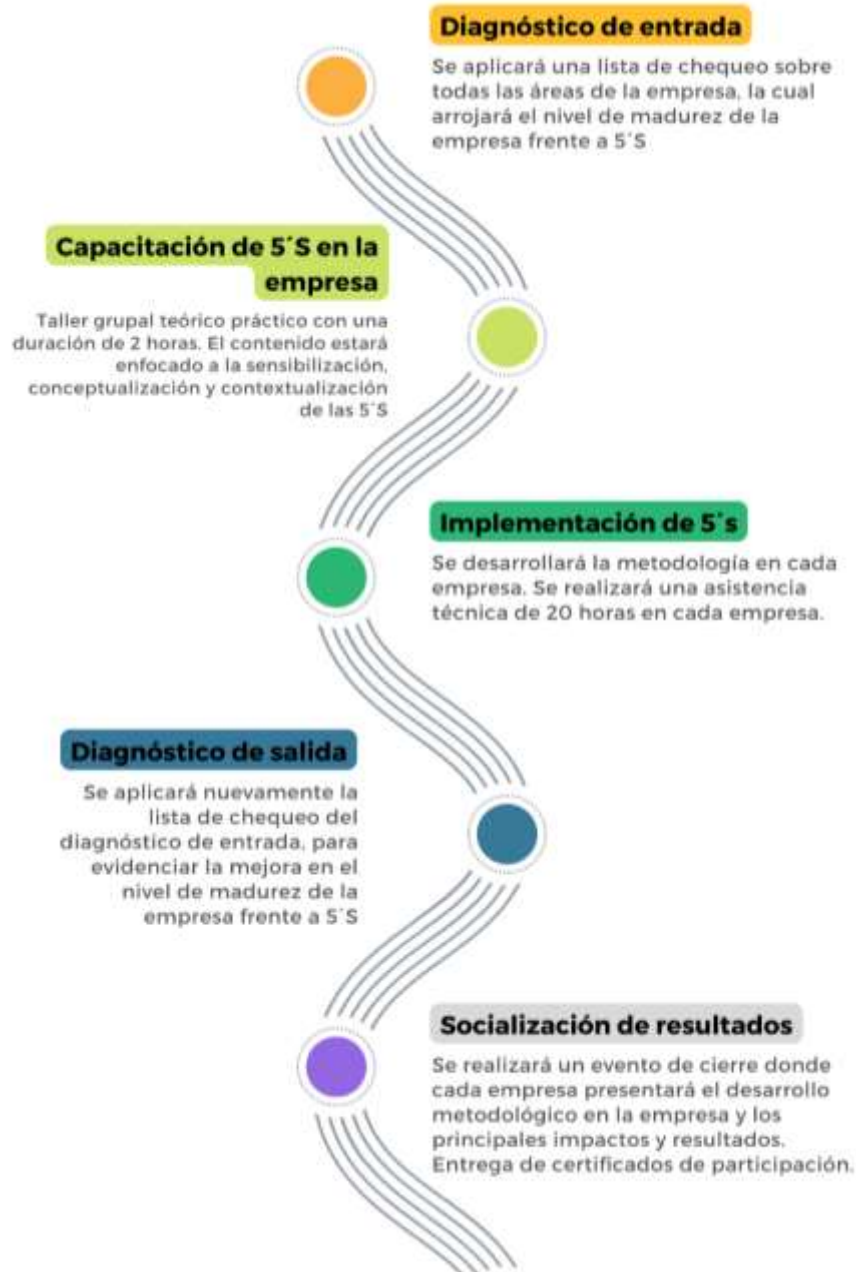 Diagnóstico de entrada
Se aplicará una lista de chequeo sobre
todas las áreas de la empresa, la cual
arrojará el nivel de madurez de la
empresa frente a 5´S
Capacitación de 5´S en la
empresa
Taller grupal teórico práctico con una
duración de 2 horas. El contenido estará
enfocado a la sensibilización,
conceptualización y contextualización
de las 5´S
Implementación de 5´s
Se desarrollará la metodología en cada
empresa. Se realizará una asistencia
técnica de 20 horas en cada empresa.
Diagnóstico de salida
Se aplicará nuevamente la
lista de chequeo del
diagnóstico de entrada, para
evidenciar la mejora en el
nivel de madurez de la
empresa frente a 5´S
Socialización de resultados
Se realizará un evento de cierre donde
cada empresa presentará el desarrollo
metodológico en la empresa y los
principales impactos y resultados.
Entrega de certificados de participación.